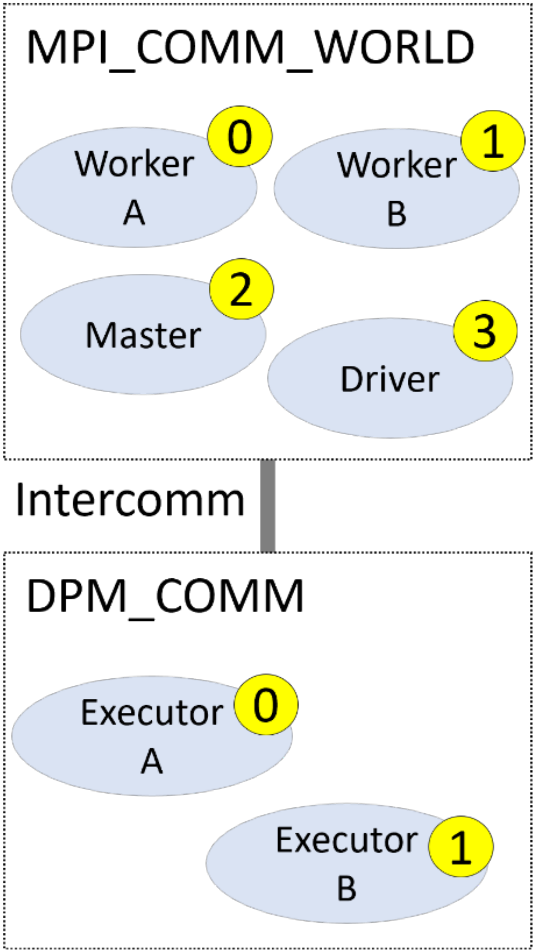 MPI_COMM_WORLD
0
Worker
A
1
Worker
B
2
Master
3
Driver
Intercomm
DPM_COMM
0
Executor
A
1
Executor
B